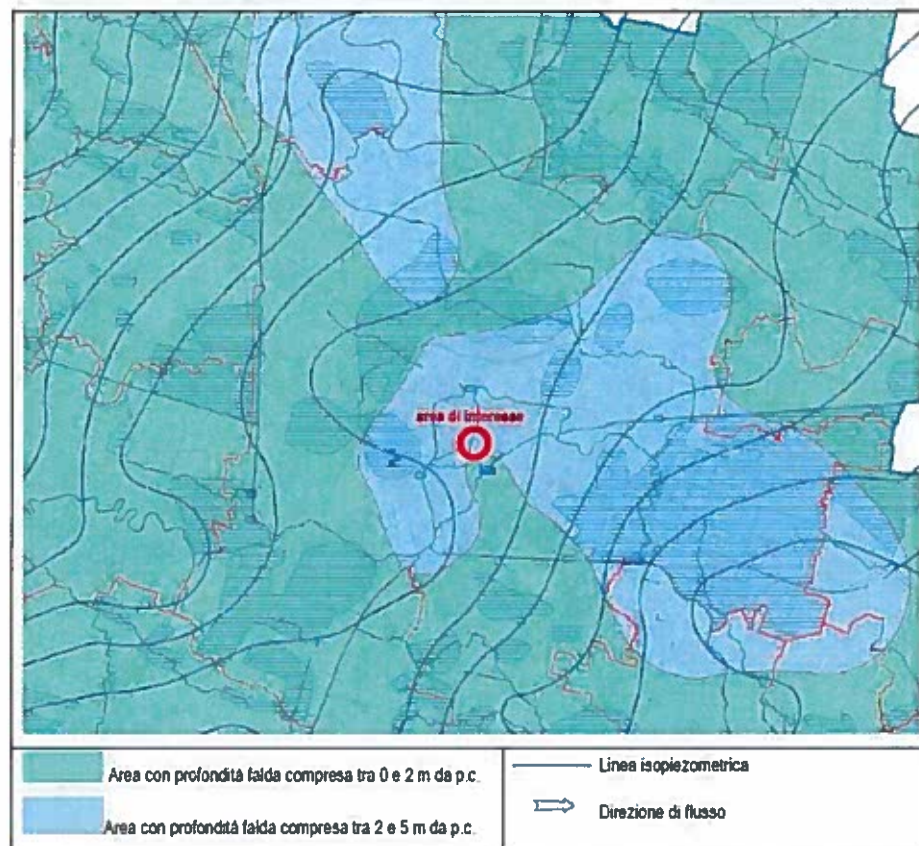 area di interesse
Area con profondità falda compresa tra 0 e 2 m da p.c.
Area con profondità falda compresa tra 2 e 5 m da p.c.
Linea isopiezometrica
Direzione di flusso